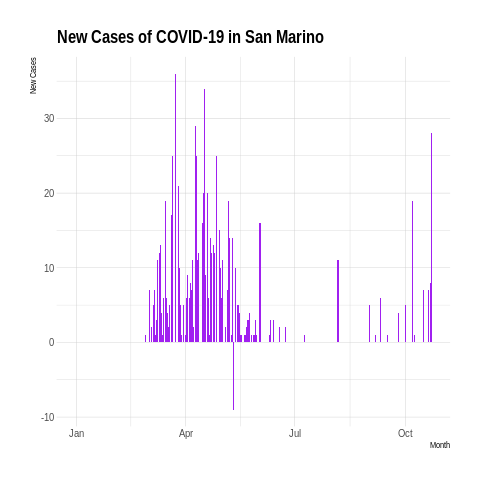 New Cases of COVID-19 in San Marino
New Cases
30
20
10
0
-10
Jan Apr Jul Oct
Month